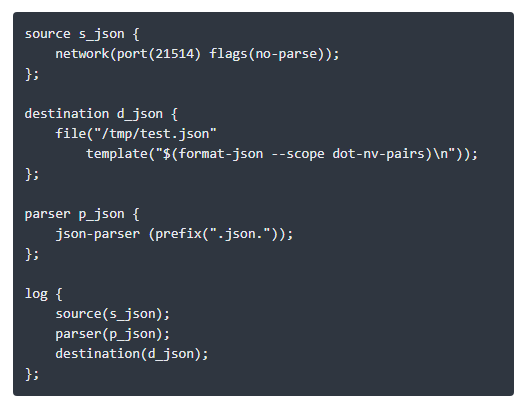 source s_json {
    network(port(21514) flags(no-parse));
};

destination d_json {
    file("/tmp/test.json"
        template("$(format-json --scope dot-nv-pairs)\n"));
};

parser p_json {
    json-parser (prefix(".json."));
};

log {
    source(s_json);
    parser(p_json);
    destination(d_json);
};